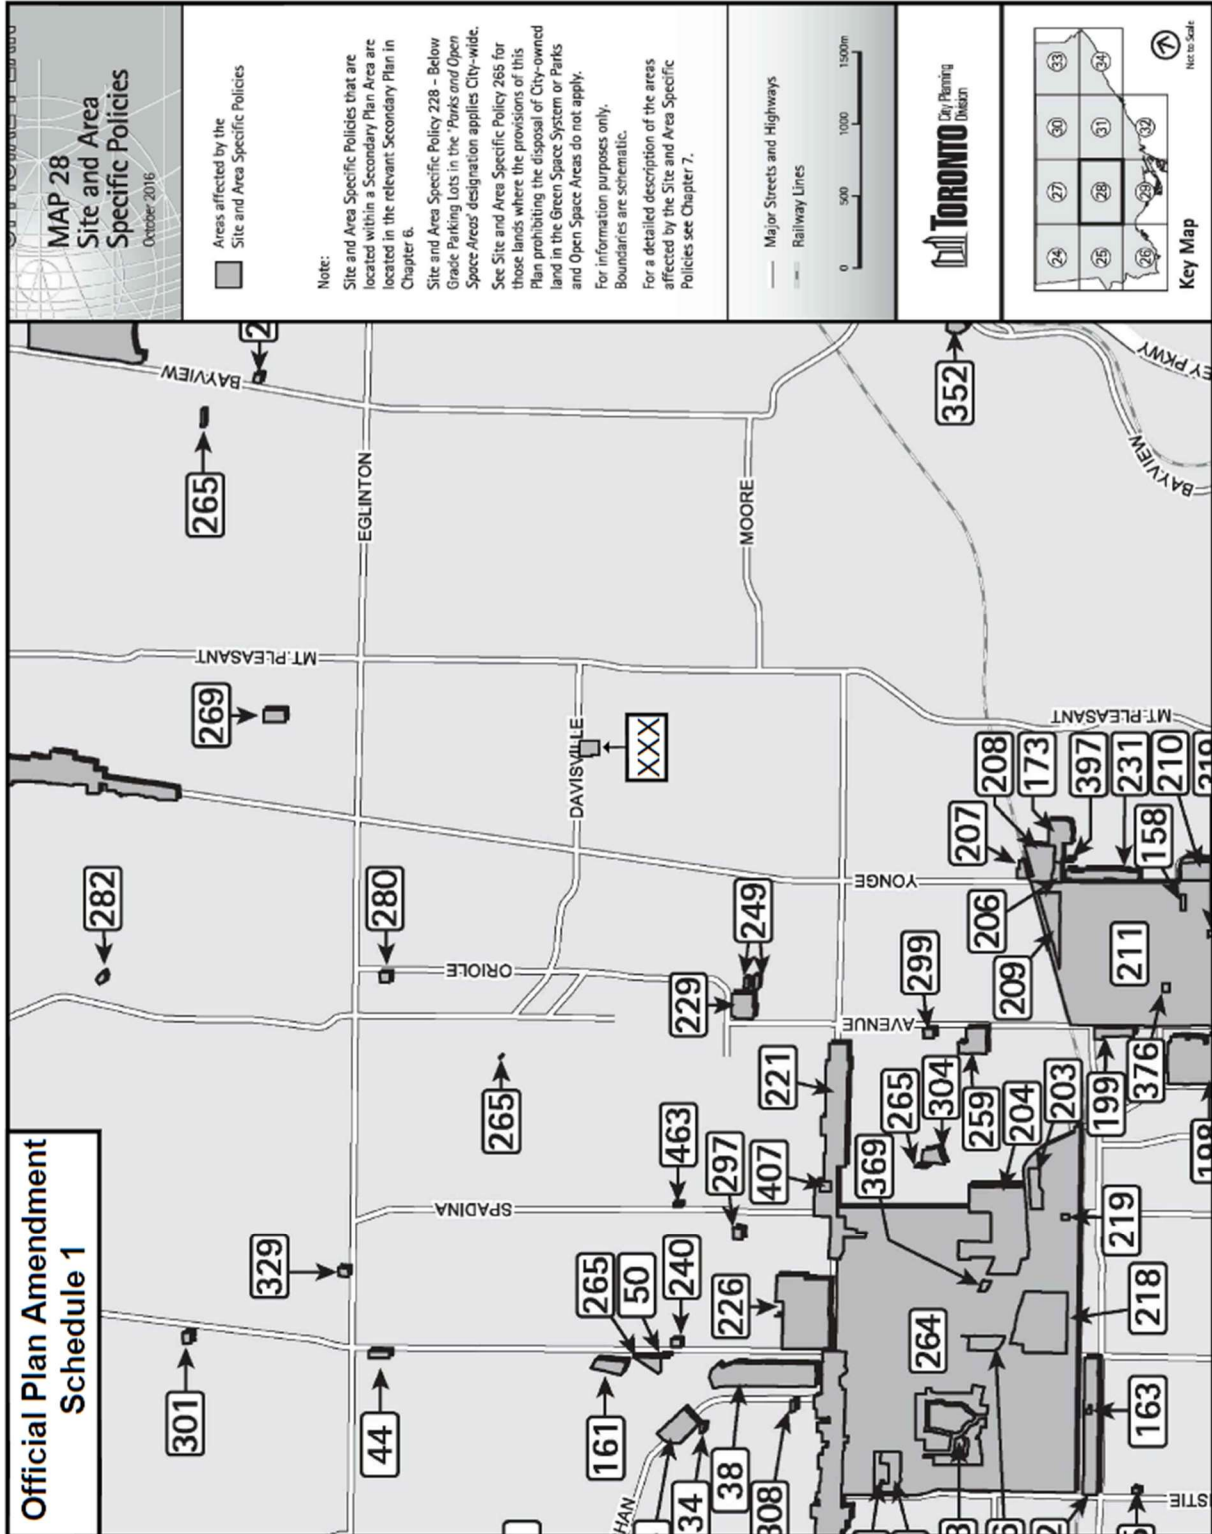 Official Plan Amendment
Schedule 1
MAP 28
Site and Area
Specific Policies
October 2016
Areas affected by the
Site and Area Specific Policies
Note:
Site and Area Specific Policies that are
located within a Secondary Plan Area are
located in the relevant Secondary Plan in
Chapter 6.
Site and Area Specific Policy 228 – Below
Grade Parking Lots in the "Parks and Open
Space Areas' designation applies City-wide.
See Site and Area Specific Policy 265 for
those lands where the provisions of this
Plan prohibiting the disposal of City-owned
land in the Green Space System or Parks
and Open Space Areas do not apply.
For information purposes only.
Boundaries are schematic.
For a detailed description of the areas
affected by the Site and Area Specific
Policies see Chapter 7.
Major Streets and Highways
Railway Lines
0 500 1000 1500m
TORONTO City Planning
Division
24 27 30 33
25 28 31 34
26 29 32
Key Map
Not to Scale
BAYVIEW
265
EGLINTON
MOORE
352
BAYVIEW
EY PKWY
MT PLEASANT
269
DAVISVILLE
XXX
MT PLEASANT
208
173
397
231
210
207
158
282
280
ORIOLE
249
YONGE
206
209
211
229
299
AVENUE
376
199
265
221
265
304
259
204
203
463
297
407
369
SPADINA
219
329
265
50
240
226
264
218
301
44
161
38
34
308
163
HAN
STIE